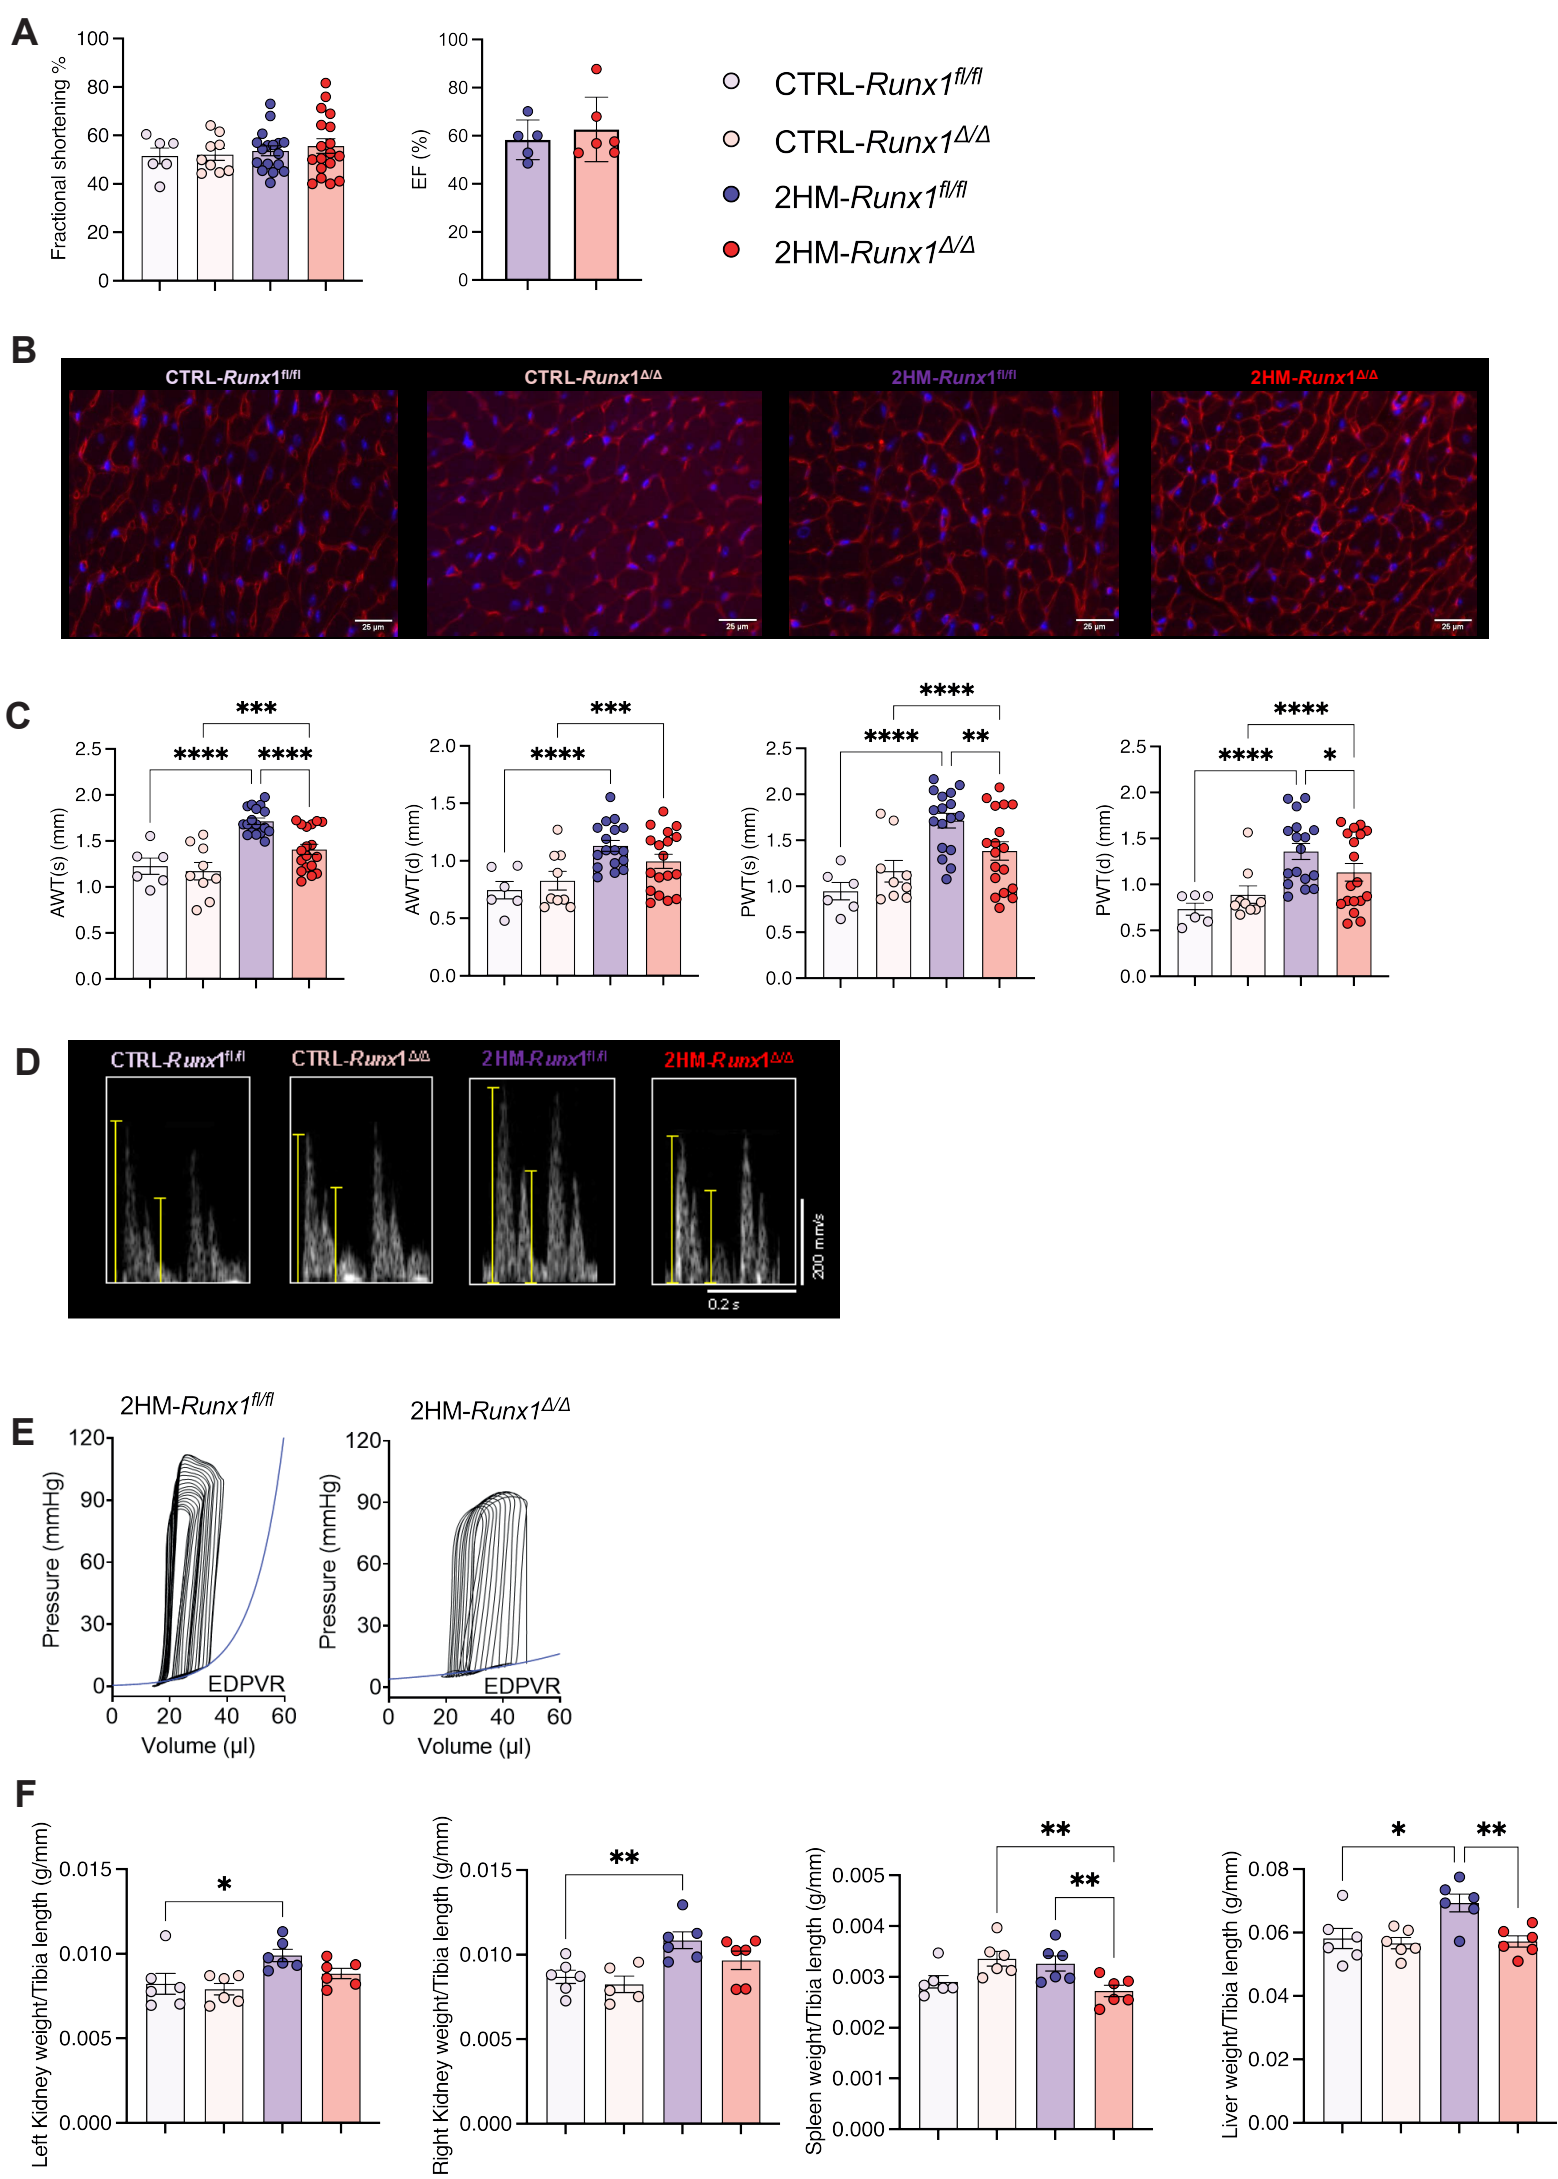 A
Fractional shortening %
100
80
60
40
20
0
EF (%)
100
80
60
40
20
0
CTRL-Runx1fl/fl
CTRL-Runx1Δ/Δ
2HM-Runx1fl/fl
2HM-Runx1Δ/Δ
B
CTRL-Runx1fl/fl
CTRL-Runx1Δ/Δ
2HM-Runx1fl/fl
2HM-Runx1Δ/Δ
25 µm
25 µm
25 µm
25 µm
C
AWT(s) (mm)
2.5
2.0
1.5
1.0
0.5
0.0
***
**** ****
AWT(d) (mm)
2.0
1.5
1.0
0.5
0.0
***
****
PWT(s) (mm)
2.5
2.0
1.5
1.0
0.5
0.0
****
**** **
PWT(d) (mm)
2.5
2.0
1.5
1.0
0.5
0.0
****
**** *
D
CTRL-Runx1fl/fl
CTRL-Runx1Δ/Δ
2HM-Runx1fl/fl
2HM-Runx1Δ/Δ
200 mm/s
0.2 s
E
2HM-Runx1fl/fl
Pressure (mmHg)
120
90
60
30
0
EDPVR
0 20 40 60
Volume (µl)
2HM-Runx1Δ/Δ
Pressure (mmHg)
120
90
60
30
0
EDPVR
0 20 40 60
Volume (µl)
F
Left Kidney weight/Tibia length (g/mm)
0.015
0.010
0.005
0.000
*
Right Kidney weight/Tibia length (g/mm)
0.015
0.010
0.005
0.000
**
Spleen weight/Tibia length (g/mm)
0.005
0.004
0.003
0.002
0.001
0.000
**
**
Liver weight/Tibia length (g/mm)
0.08
0.06
0.04
0.02
0.00
* **